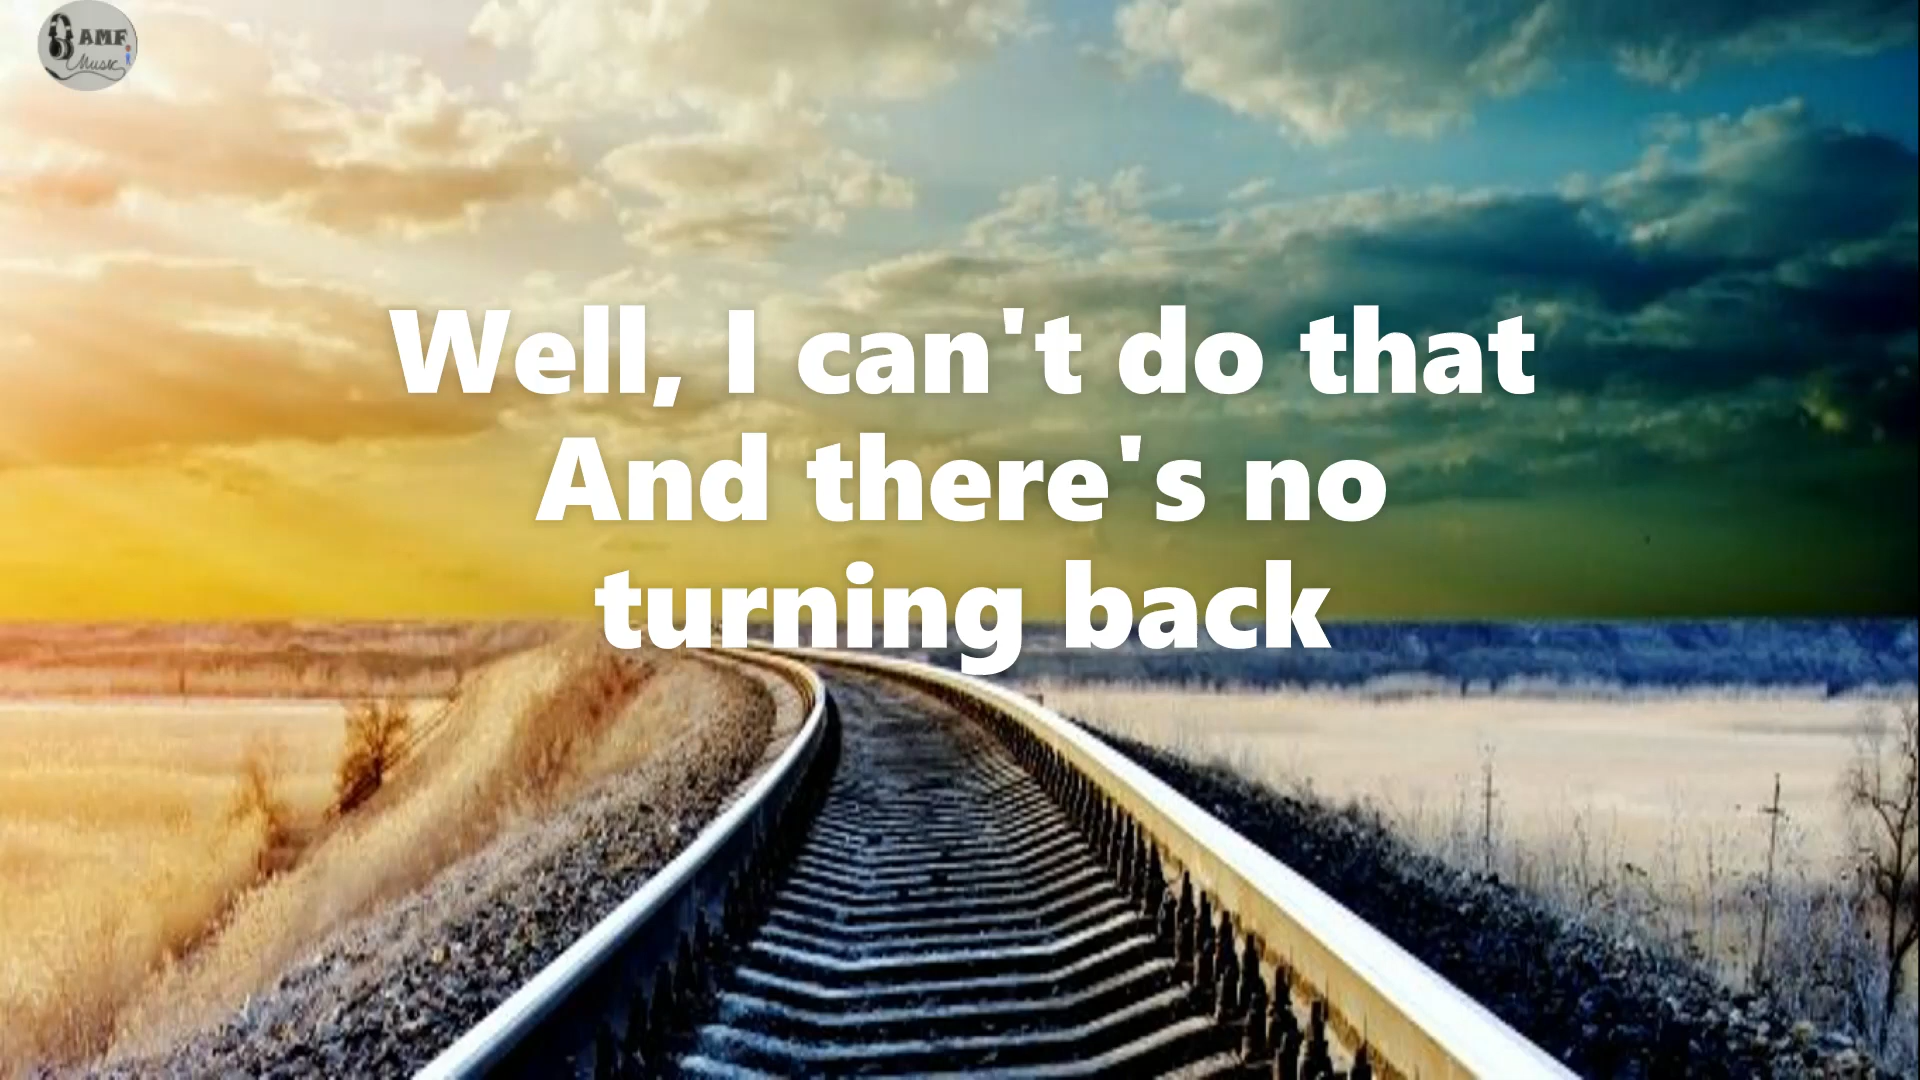 AMF
Music
Well, I can't do that
And there's no
turning back